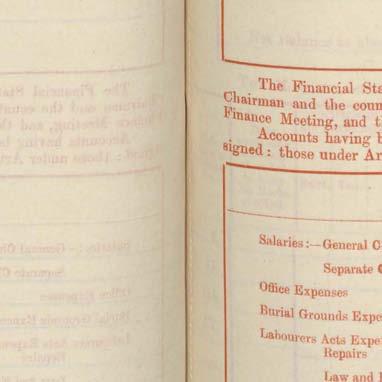 The Financial Sta
Chairman and the coun
Finance Meeting, and th
Accounts having b
signed: those under Ar
Salaries:—General C
Separate C
Office Expenses
Burial Grounds Expe
Labourers Acts Expe
Repairs
Law and